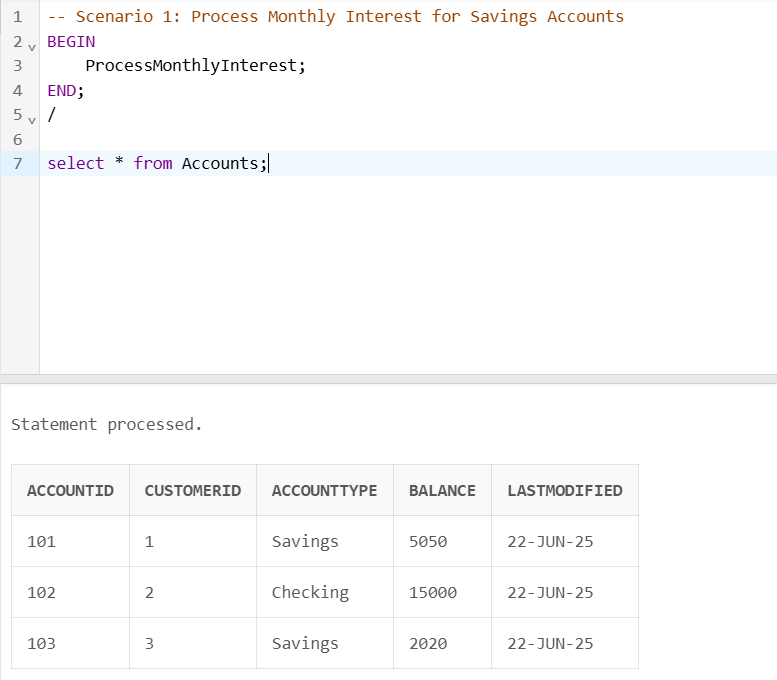 1 -- Scenario 1: Process Monthly Interest for Savings Accounts
2 BEGIN
3     ProcessMonthlyInterest;
4 END;
5 /
6
7 select * from Accounts;
Statement processed.
ACCOUNTID CUSTOMERID ACCOUNTTYPE BALANCE LASTMODIFIED
101 1 Savings 5050 22-JUN-25
102 2 Checking 15000 22-JUN-25
103 3 Savings 2020 22-JUN-25